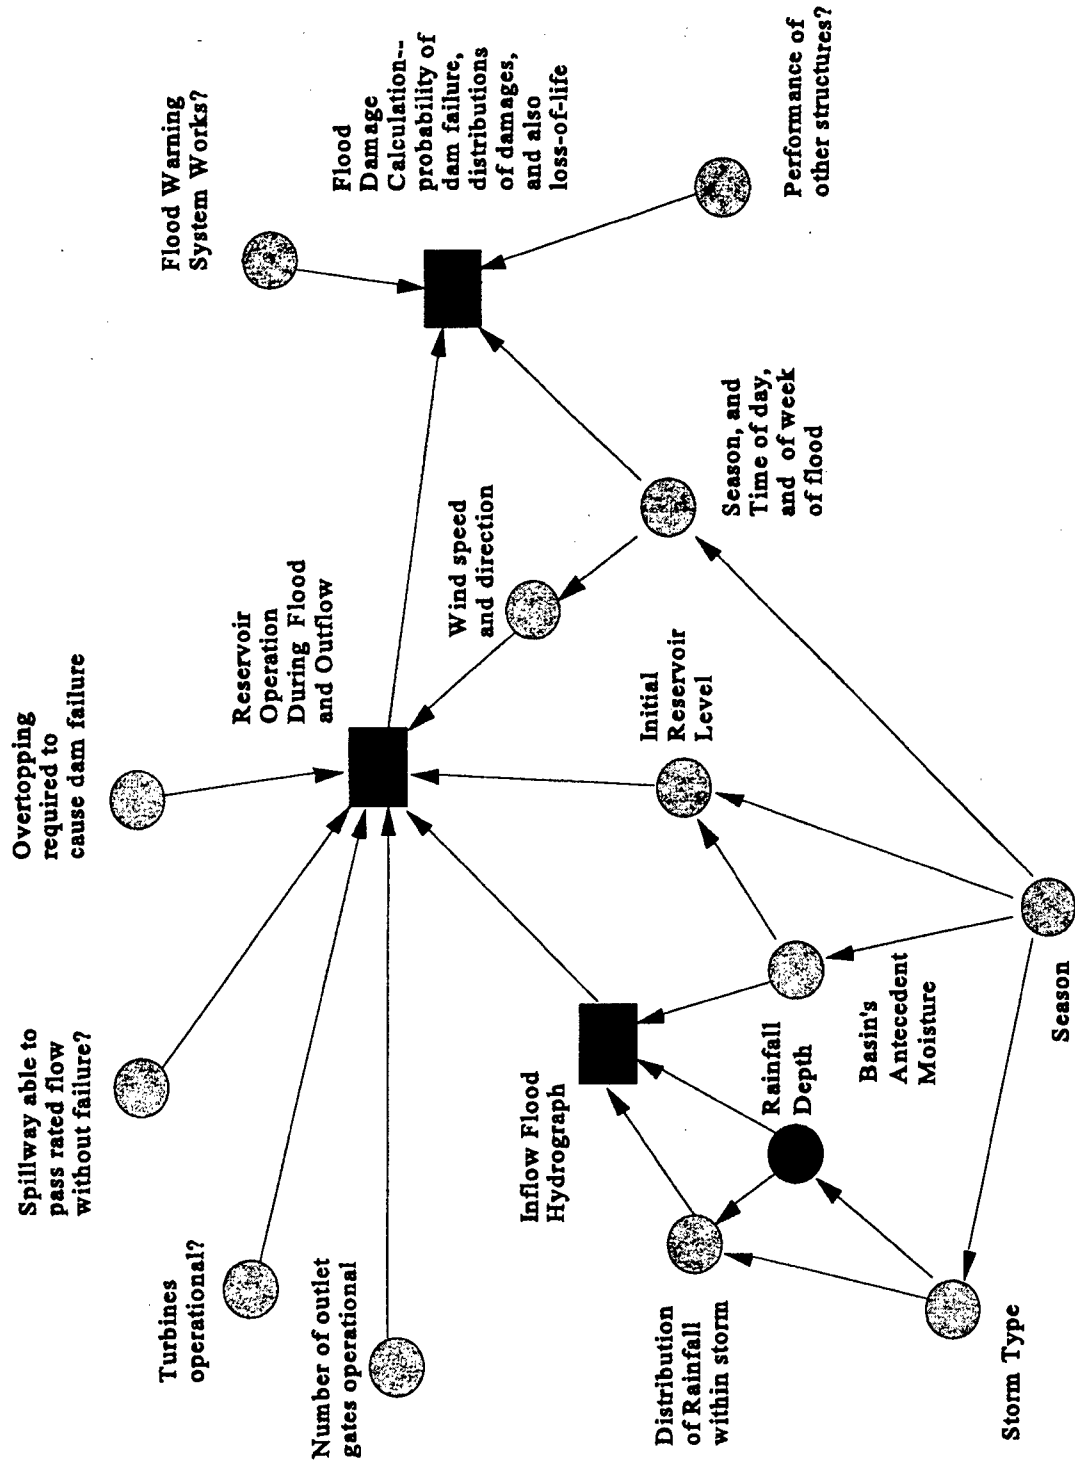 Overtopping
required to
cause dam failure
Spillway able to
pass rated flow
without failure?
Turbines
operational?
Number of outlet
gates operational
Reservoir
Operation
During Flood
and Outflow
Flood Warning
System Works?
Flood
Damage
Calculation--
probability of
dam failure,
distributions
of damages,
and also
loss-of-life
Wind speed
and direction
Inflow Flood
Hydrograph
Initial
Reservoir
Level
Season, and
Time of day,
and of week
of flood
Performance of
other structures?
Distribution
of Rainfall
within storm
Rainfall
Depth
Basin's
Antecedent
Moisture
Storm Type
Season